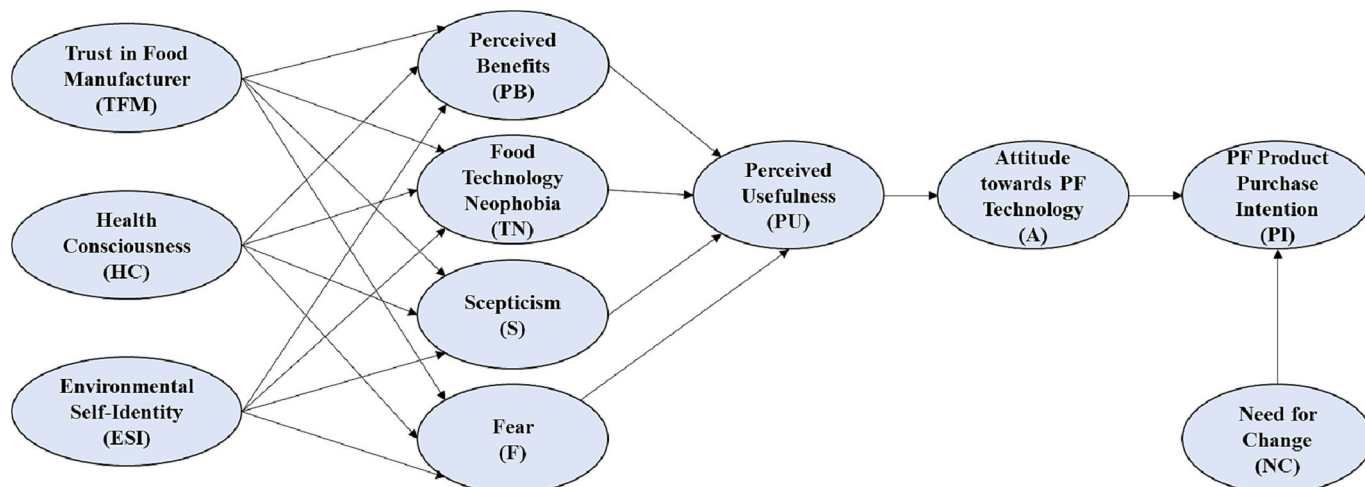 Trust in Food
Manufacturer
(TFM)
Health
Consciousness
(HC)
Environmental
Self-Identity
(ESI)
Perceived
Benefits
(PB)
Food
Technology
Neophobia
(TN)
Scepticism
(S)
Fear
(F)
Perceived
Usefulness
(PU)
Attitude
towards PF
Technology
(A)
PF Product
Purchase
Intention
(PI)
Need for
Change
(NC)